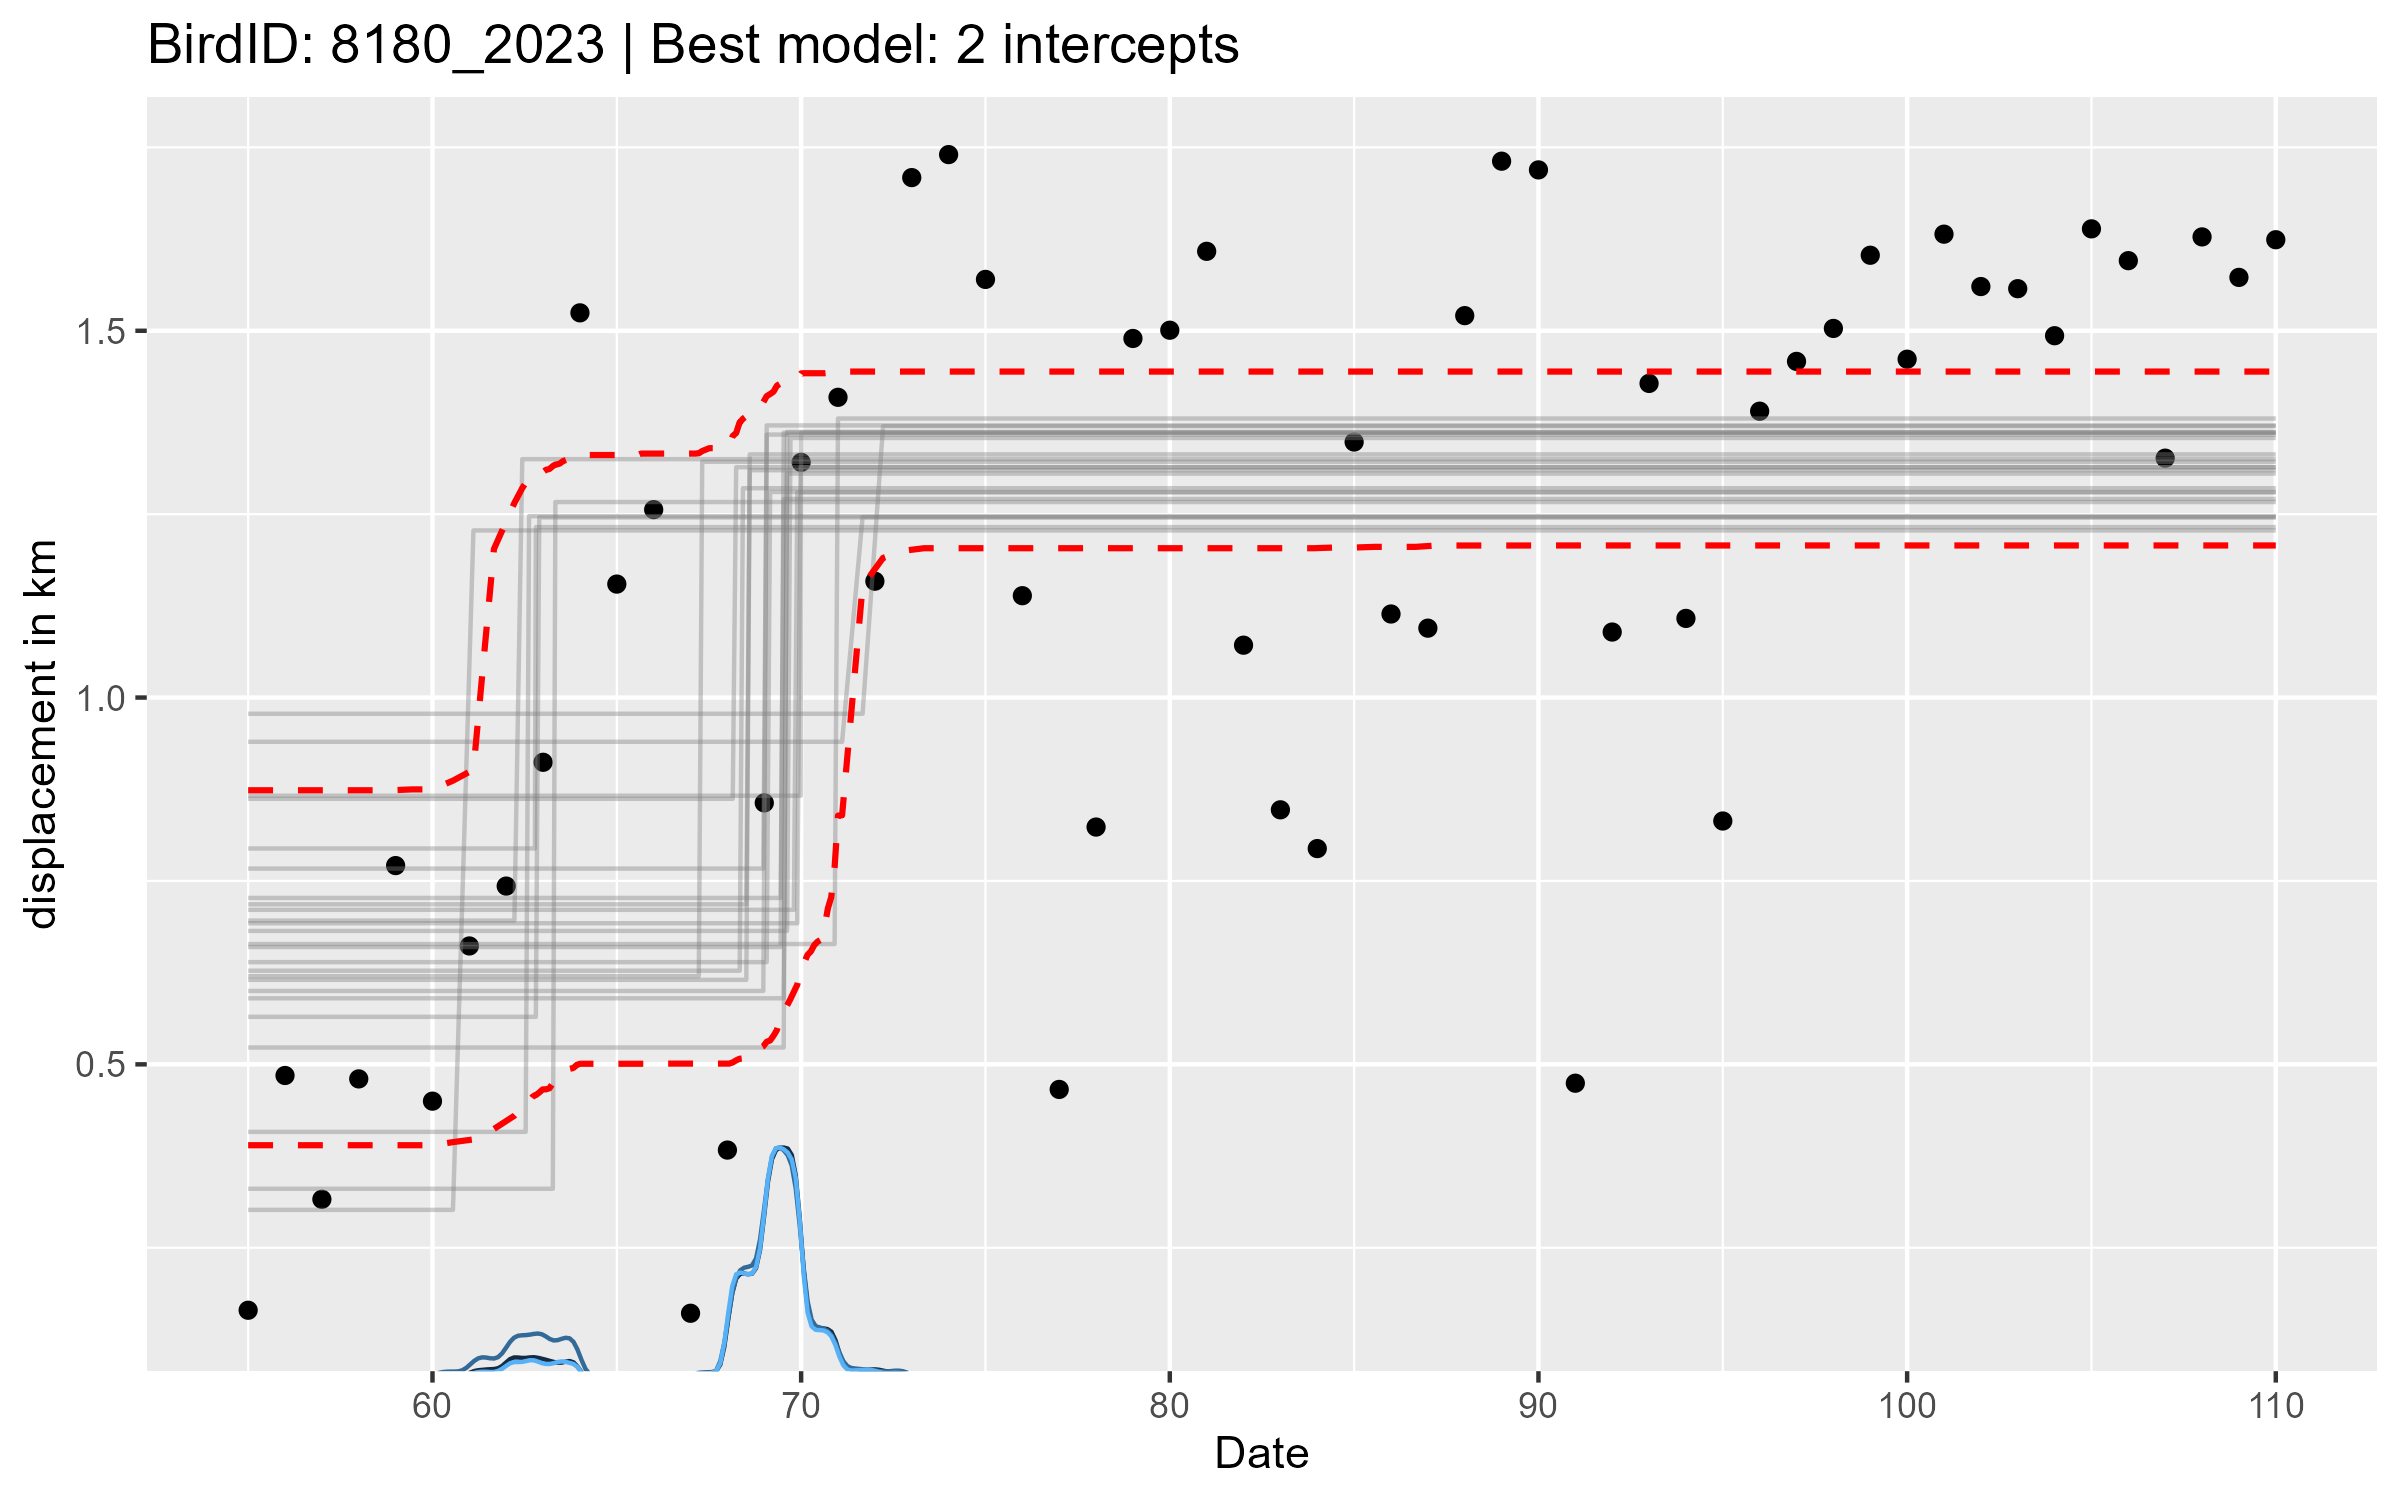 BirdID: 8180_2023 | Best model: 2 intercepts
displacement in km
1.5
1.0
0.5
60 70 80 90 100 110
Date